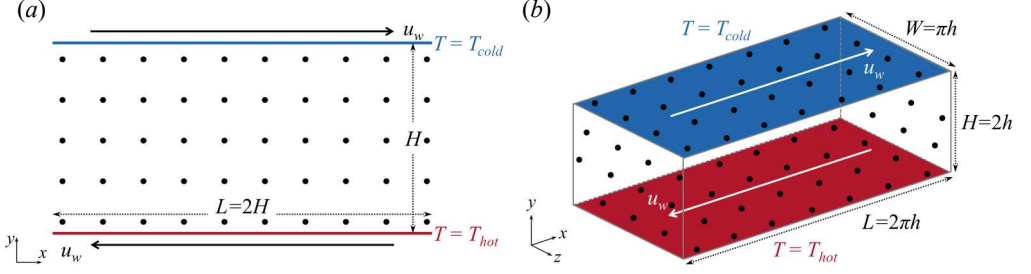 (a)
u_w
T = T_cold
H
L=2H
T = T_hot
u_w
y
x
(b)
T = T_cold
W=πh
u_w
H=2h
u_w
L=2πh
T = T_hot
y
x
z